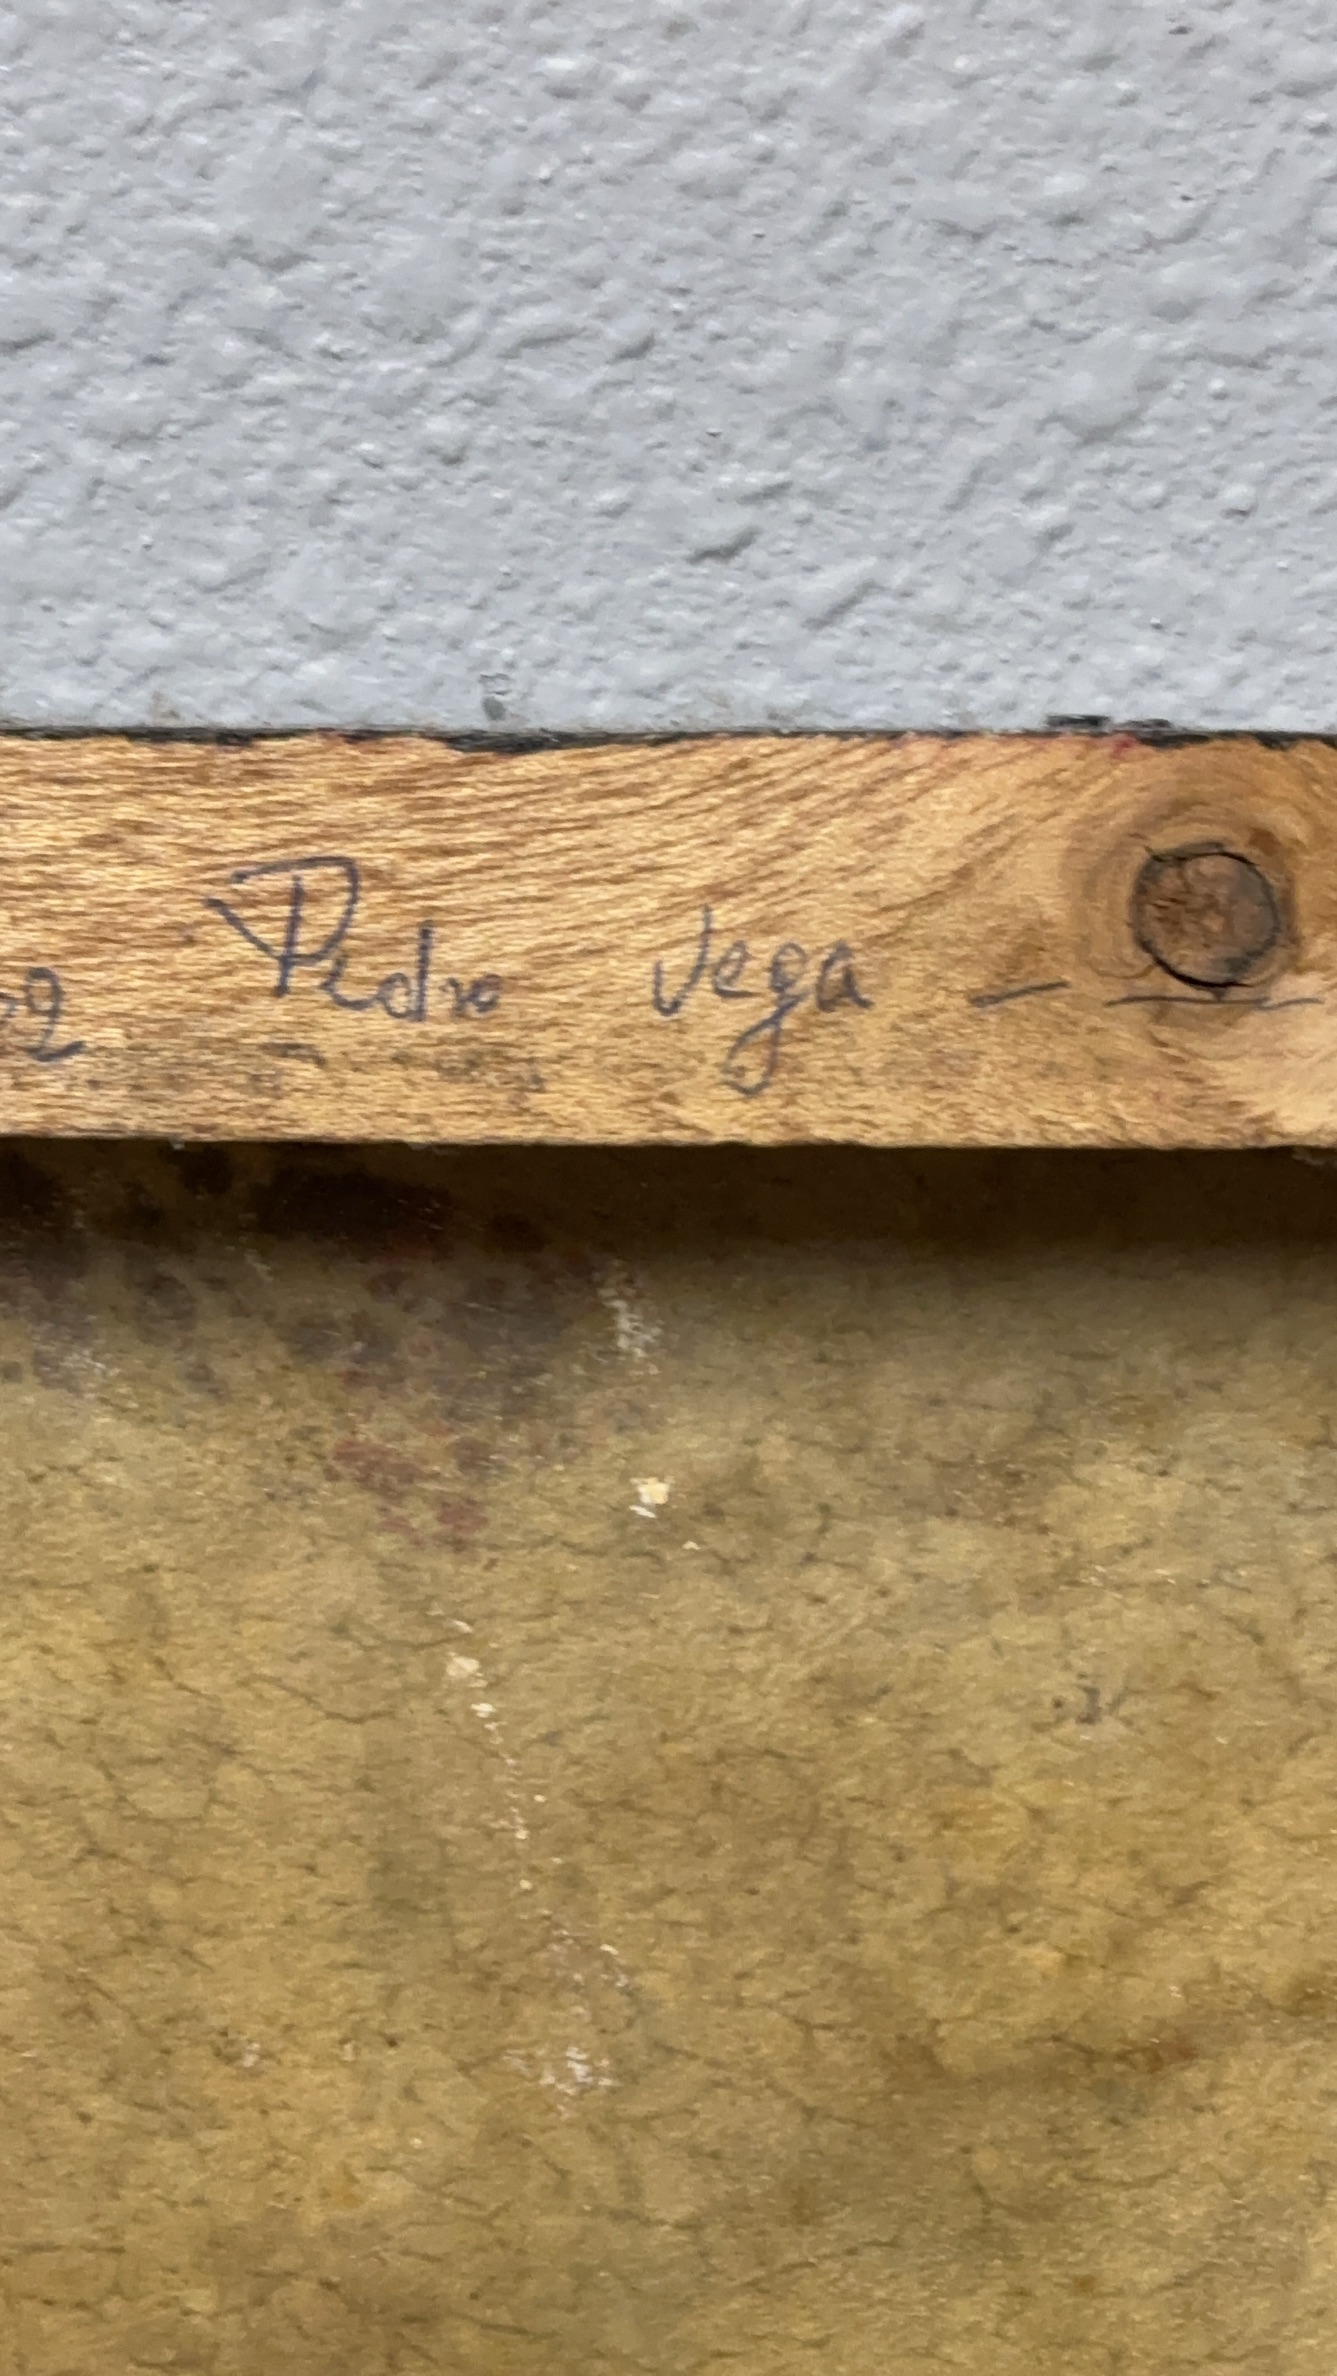 Pedro Vega — —